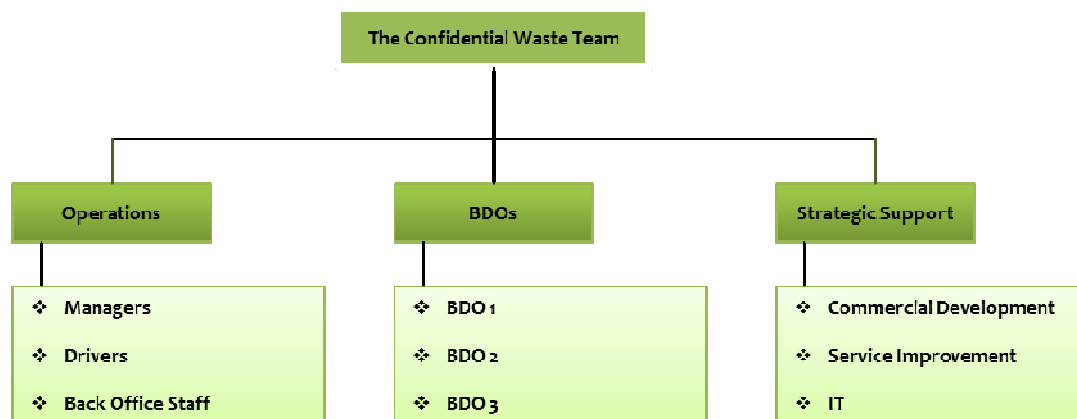 The Confidential Waste Team
Operations
BDOs
Strategic Support
❖ Managers
❖ Drivers
❖ Back Office Staff
❖ BDO 1
❖ BDO 2
❖ BDO 3
❖ Commercial Development
❖ Service Improvement
❖ IT